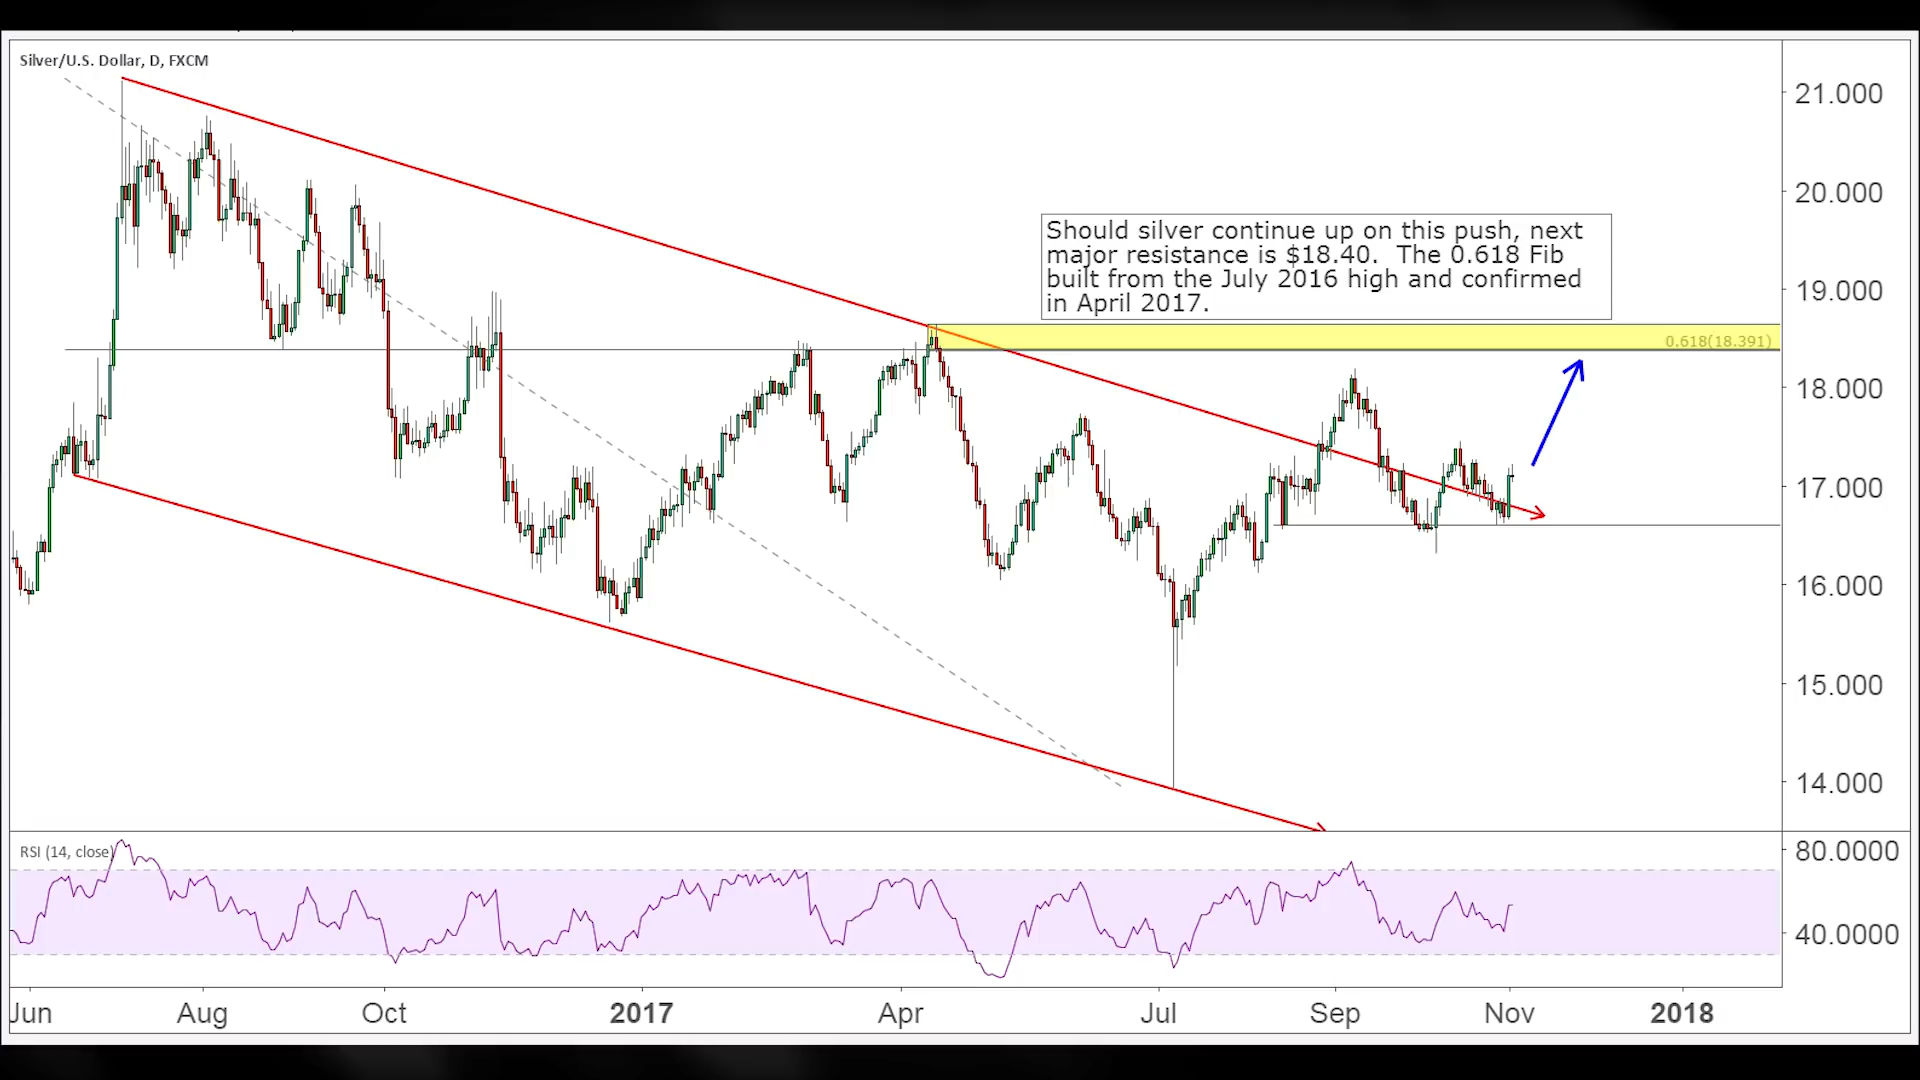 Silver/U.S. Dollar, D, FXCM
21.000
20.000
Should silver continue up on this push, next
major resistance is $18.40.  The 0.618 Fib
built from the July 2016 high and confirmed
in April 2017.
19.000
0.618(18.391)
18.000
17.000
16.000
15.000
14.000
RSI (14, close)
80.0000
40.0000
Jun Aug Oct 2017 Apr Jul Sep Nov 2018